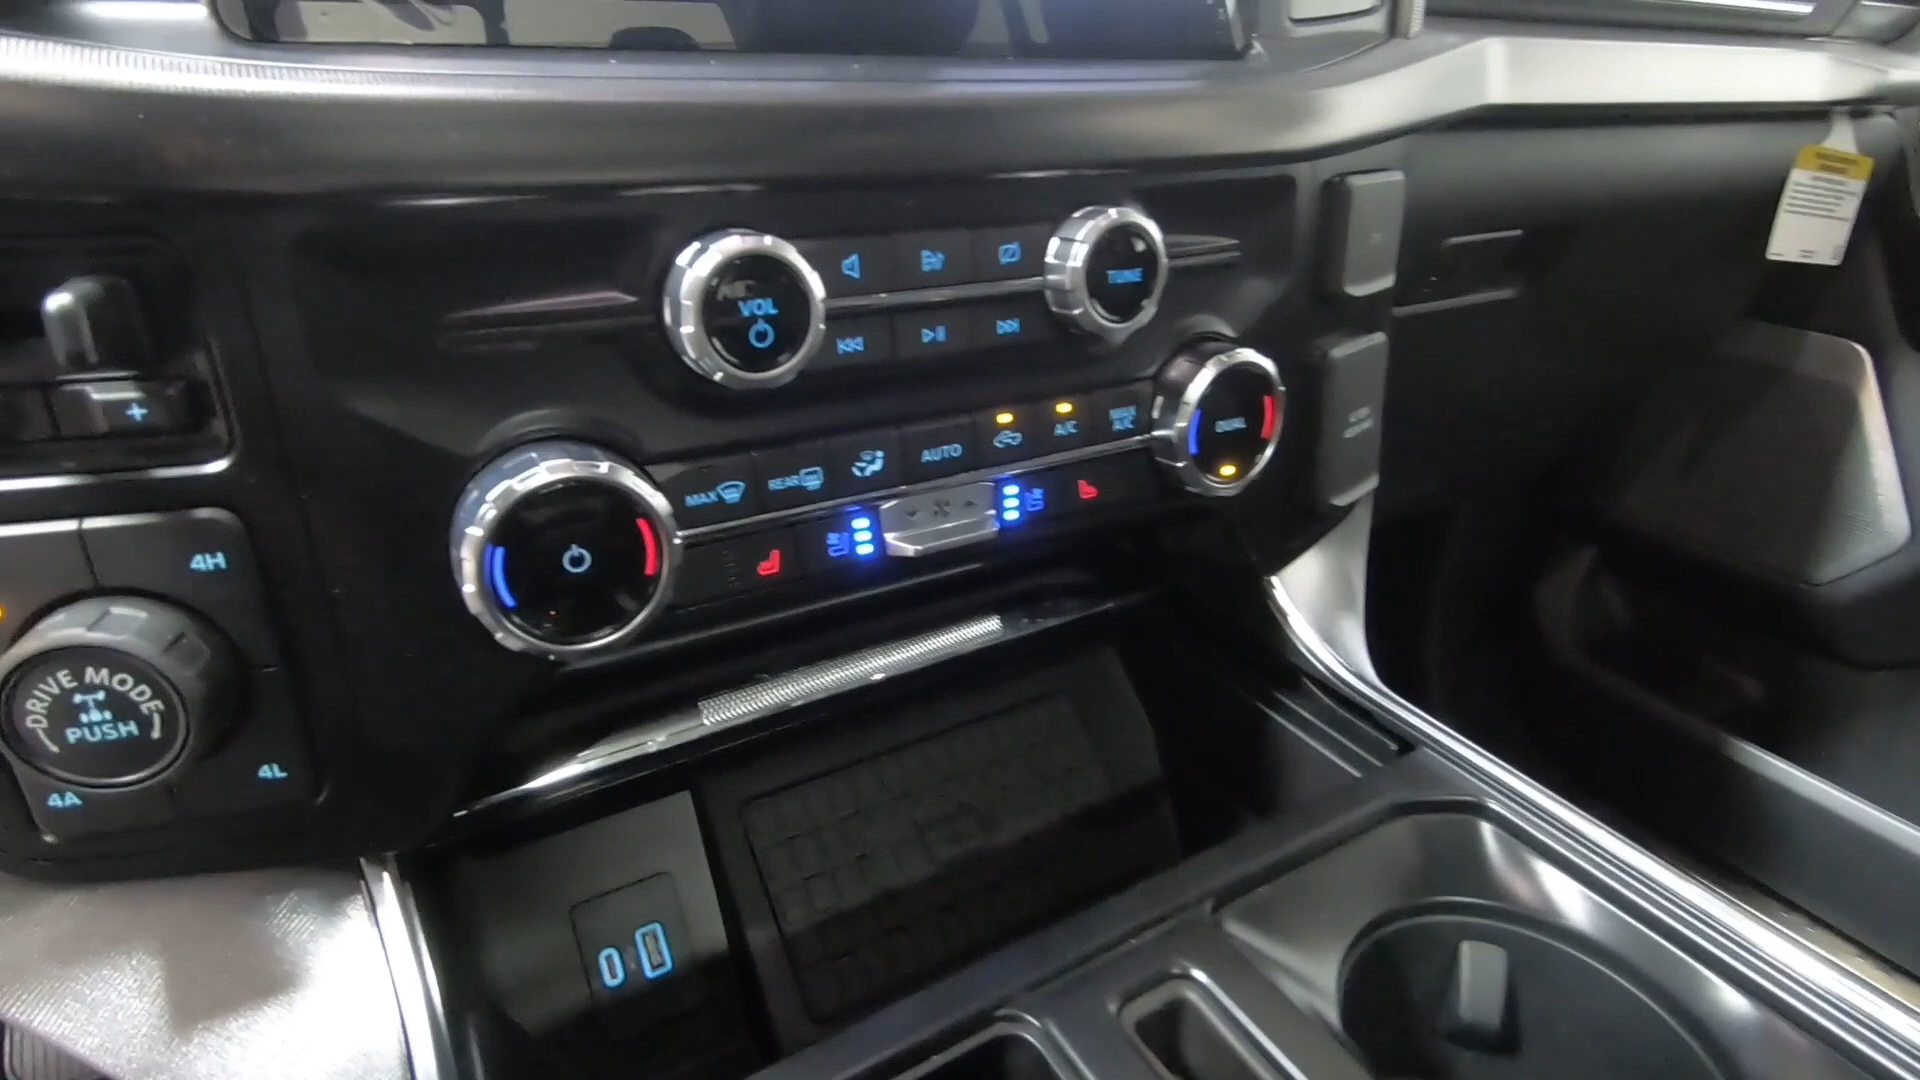 VOL
TUNE
MAX
REAR
AUTO
A/C
MAX
A/C
DUAL
+
4H
DRIVE MODE
PUSH
4A
4L